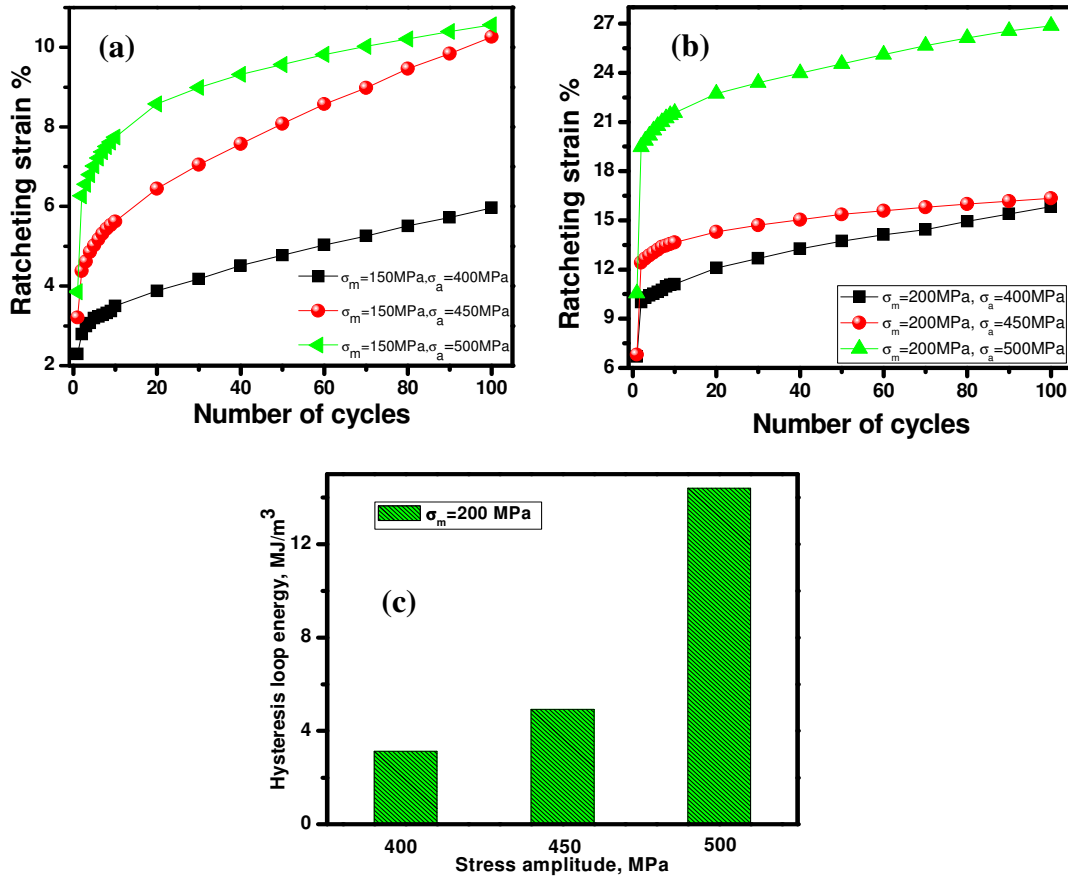 (a)
Ratcheting strain %
10
8
6
4
2
σm=150MPa,σa=400MPa
σm=150MPa,σa=450MPa
σm=150MPa,σa=500MPa
0 20 40 60 80 100
Number of cycles
(b)
Ratcheting strain %
27
24
21
18
15
12
9
6
σm=200MPa, σa=400MPa
σm=200MPa, σa=450MPa
σm=200MPa, σa=500MPa
0 20 40 60 80 100
Number of cycles
(c)
Hysteresis loop energy, MJ/m³
12
8
4
0
σm=200 MPa
400 450 500
Stress amplitude, MPa